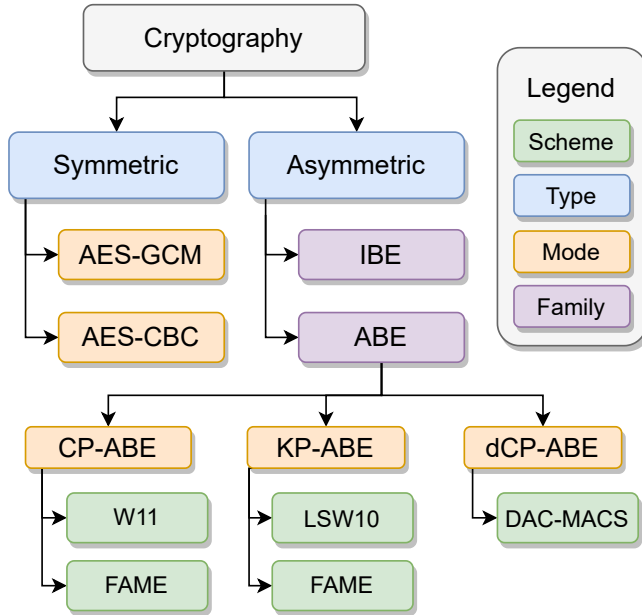 Cryptography
Legend
Scheme
Type
Mode
Family
Symmetric
Asymmetric
AES-GCM
IBE
AES-CBC
ABE
CP-ABE
KP-ABE
dCP-ABE
W11
LSW10
DAC-MACS
FAME
FAME